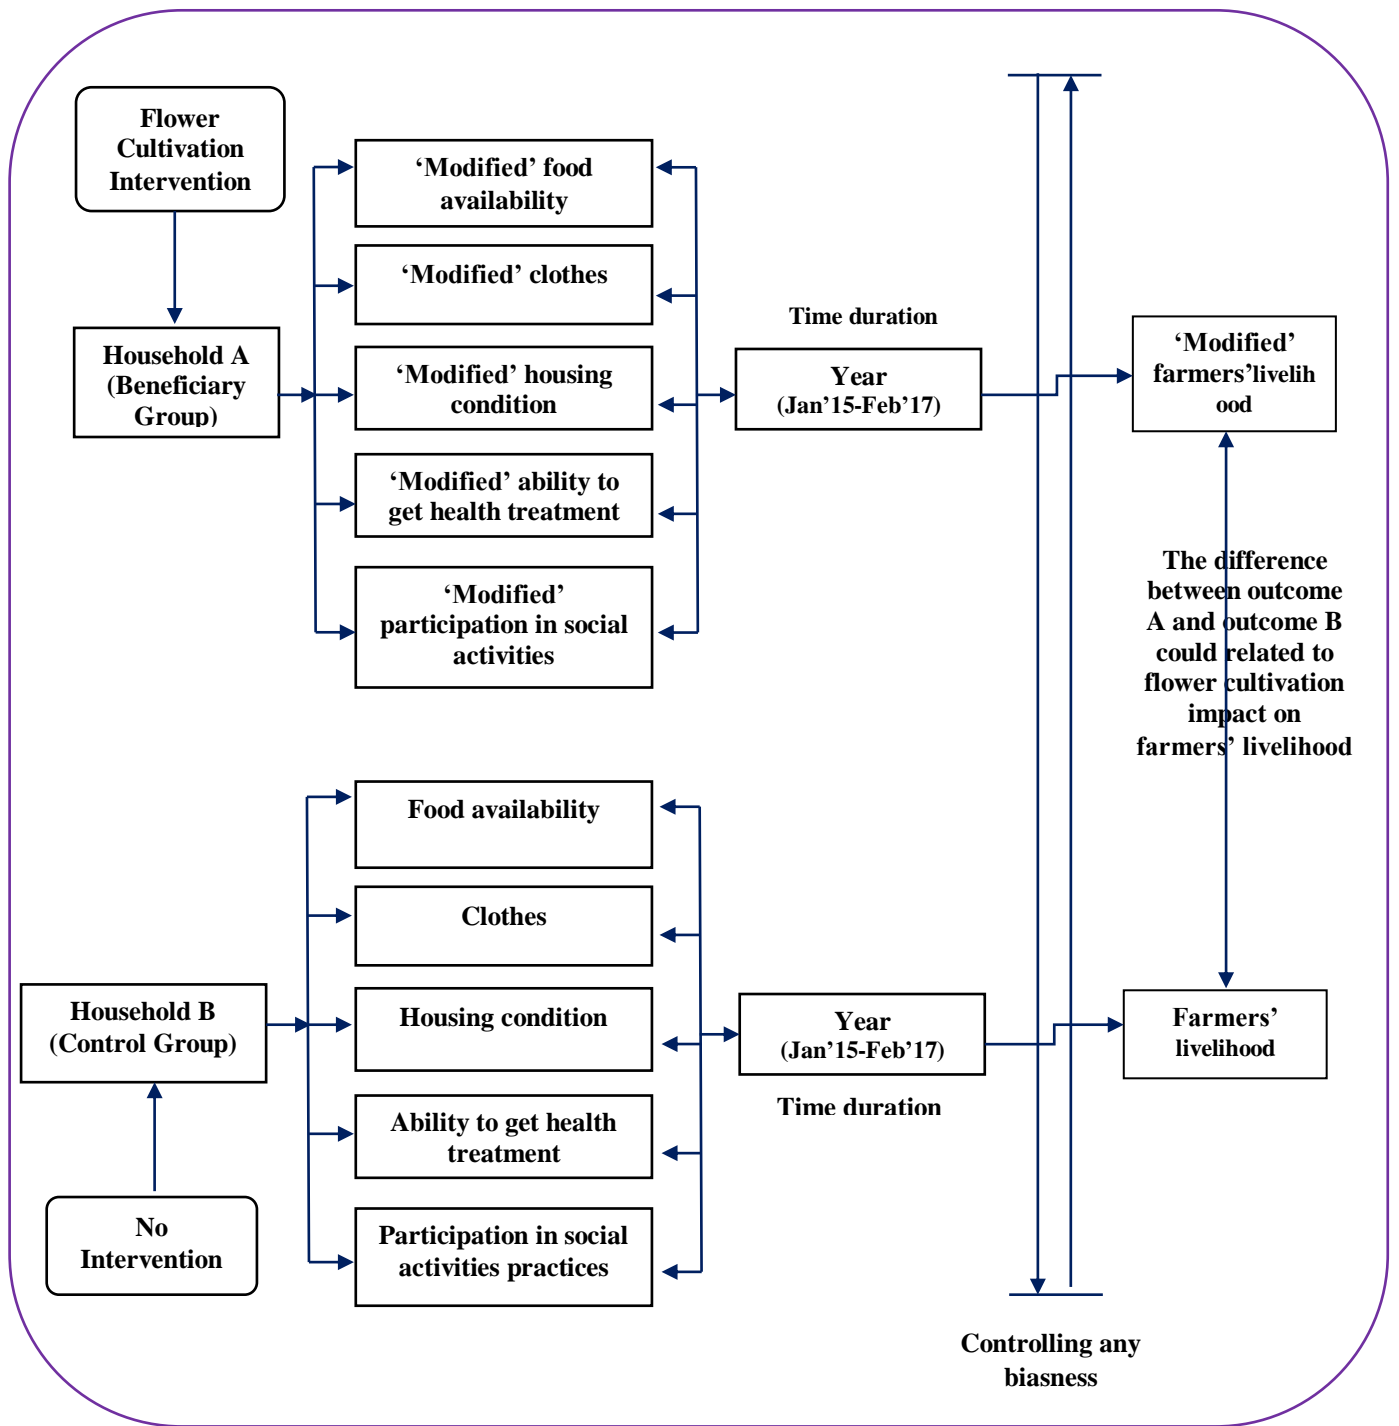 Flower
Cultivation
Intervention
Household A
(Beneficiary
Group)
‘Modified’ food
availability
‘Modified’ clothes
‘Modified’ housing
condition
‘Modified’ ability to
get health treatment
‘Modified’
participation in social
activities
Time duration
Year
(Jan’15-Feb’17)
‘Modified’
farmers’livelih
ood
The difference
between outcome
A and outcome B
could related to
flower cultivation
impact on
farmers’ livelihood
Household B
(Control Group)
No
Intervention
Food availability
Clothes
Housing condition
Ability to get health
treatment
Participation in social
activities practices
Year
(Jan’15-Feb’17)
Time duration
Farmers’
livelihood
Controlling any
biasness